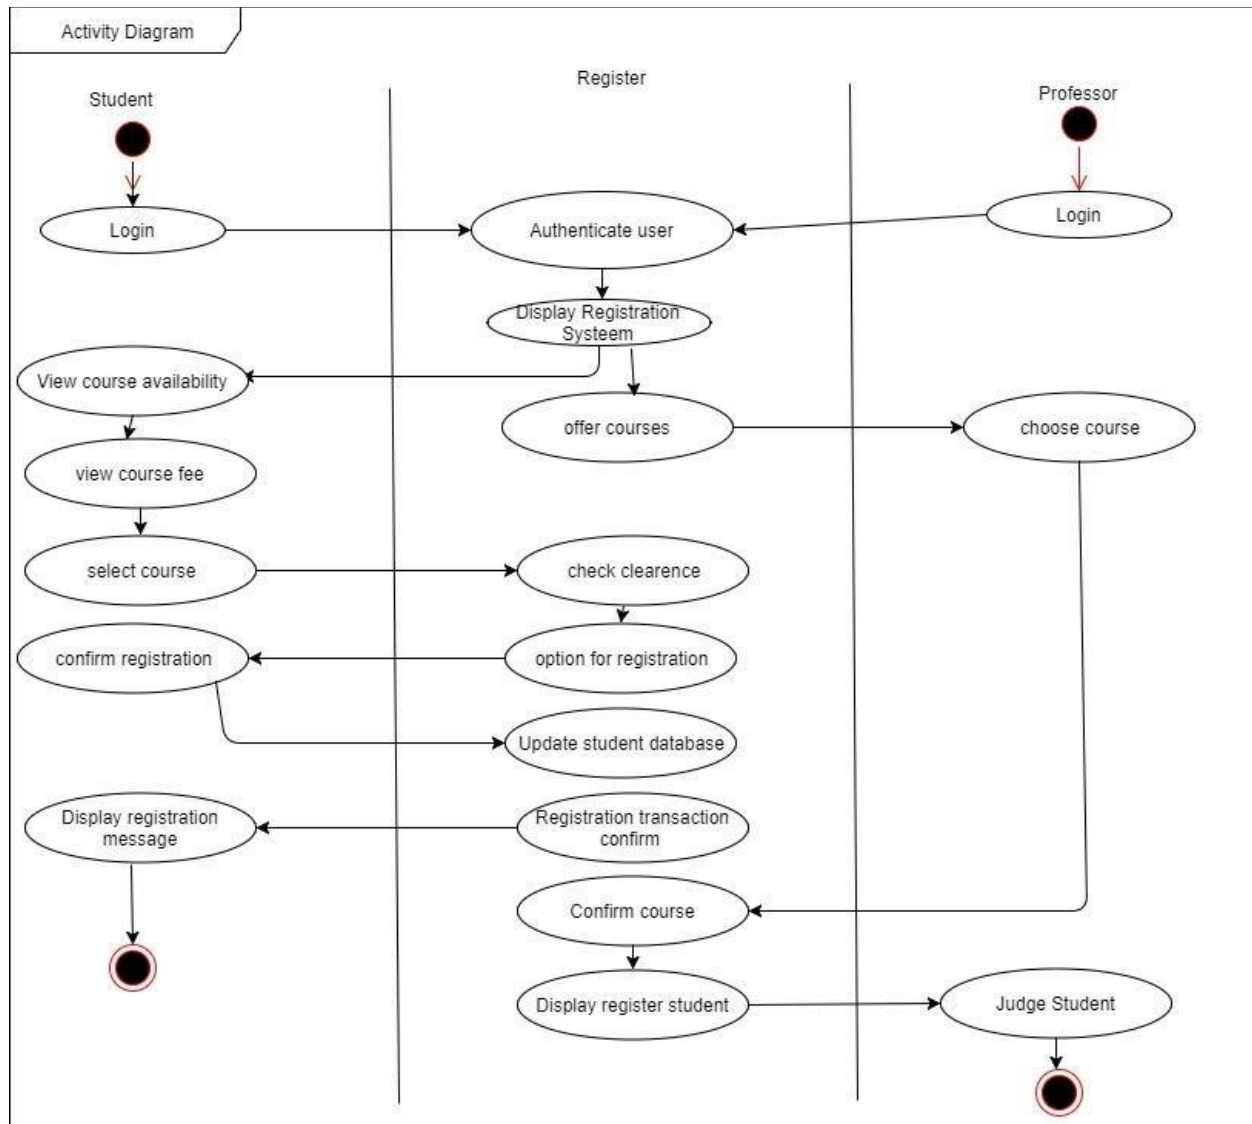 Activity Diagram
Register
Student
Professor
Login
Authenticate user
Login
Display Registration
Systeem
View course availability
offer courses
choose course
view course fee
select course
check clearence
confirm registration
option for registration
Update student database
Display registration
message
Registration transaction
confirm
Confirm course
Display register student
Judge Student